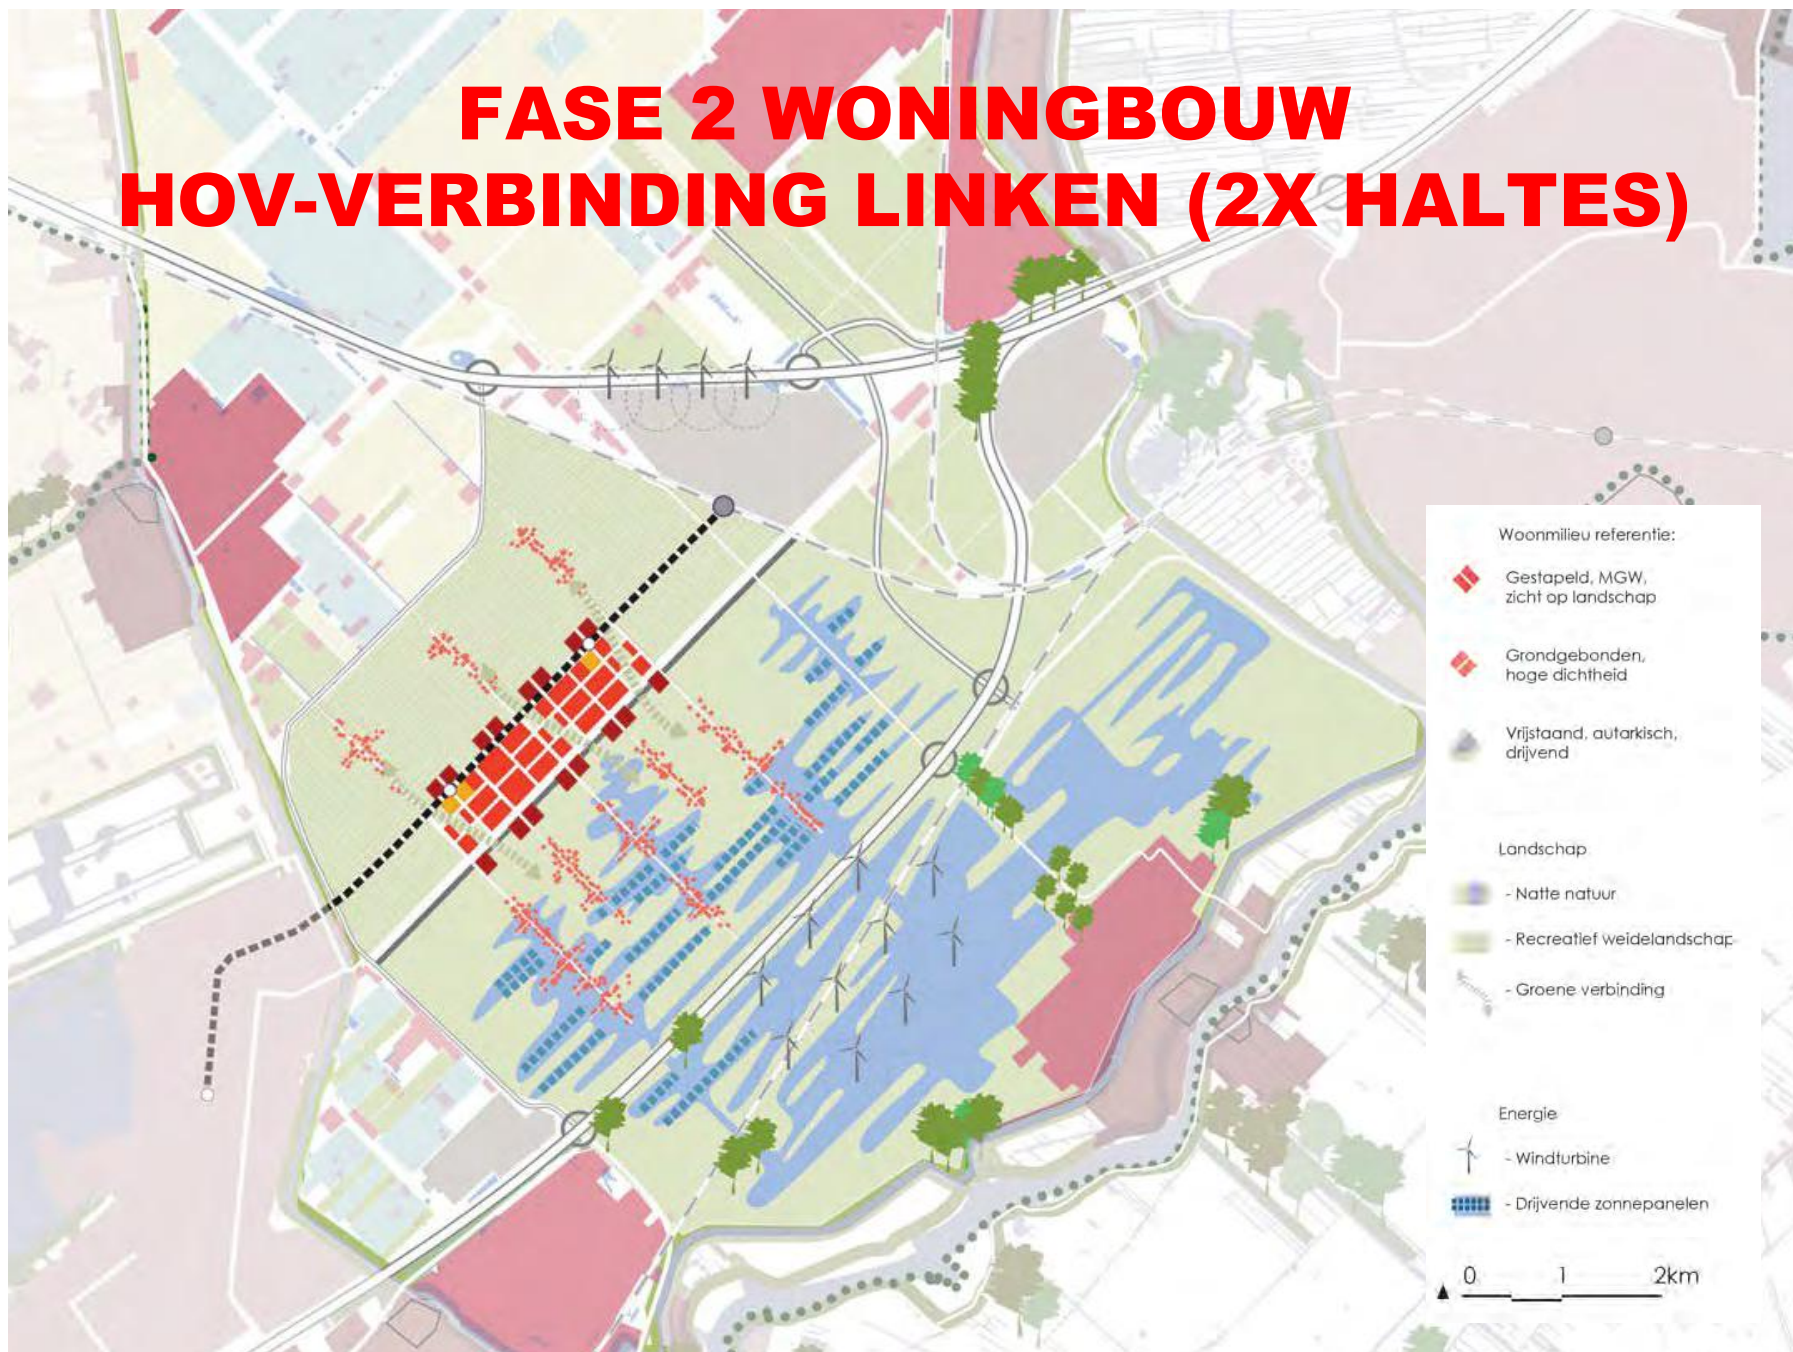 FASE 2 WONINGBOUW
HOV-VERBINDING LINKEN (2X HALTES)
Woonmilieu referentie:
Gestapeld, MGW,
zicht op landschap
Grondgebonden,
hoge dichtheid
Vrijstaand, autarkisch,
drijvend
Landschap
- Natte natuur
- Recreatief weidelandschap
- Groene verbinding
Energie
- Windturbine
- Drijvende zonnepanelen
0 1 2km